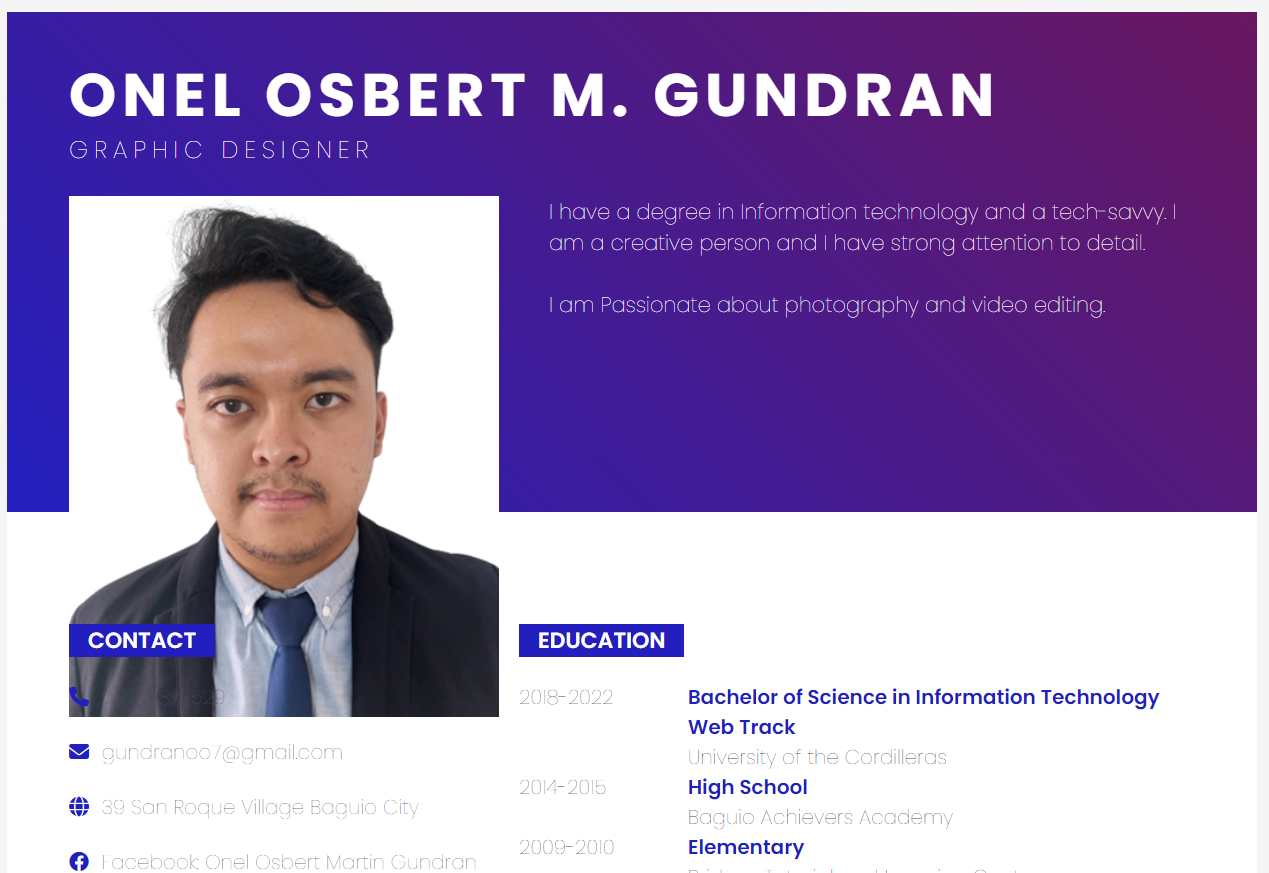 ONEL OSBERT M. GUNDRAN
GRAPHIC DESIGNER
I have a degree in Information technology and a tech-savvy. I
am a creative person and I have strong attention to detail.
I am Passionate about photography and video editing.
CONTACT
gundranoo7@gmail.com
39 San Roque Village Baguio City
Facebook: Onel Osbert Martin Gundran
EDUCATION
2018-2022
Bachelor of Science in Information Technology
Web Track
University of the Cordilleras
2014-2015
High School
Baguio Achievers Academy
2009-2010
Elementary